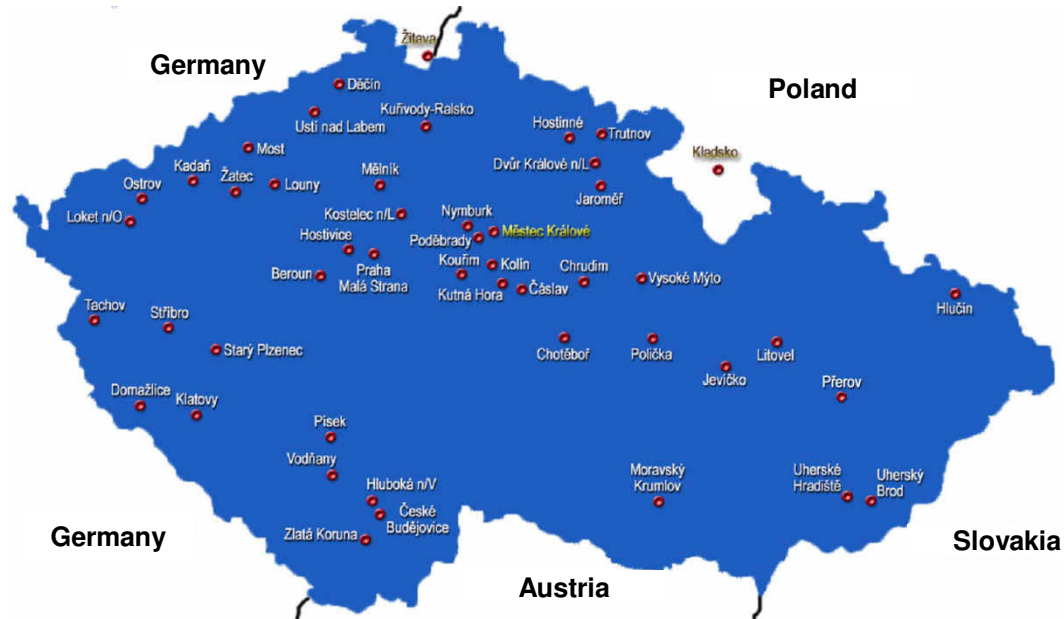 Žitava
Germany
Děčín
Poland
Kuřivody-Ralsko
Ustí nad Labem
Hostinné
Trutnov
Most
Kladsko
Kadaň
Žatec
Louny
Mělník
Dvůr Králové n/L
Ostrov
Jaroměř
Loket n/O
Kostelec n/L
Nymburk
Městec Králové
Poděbrady
Hostivice
Praha
Malá Strana
Kouřim
Kolín
Chrudim
Beroun
Kutná Hora
Čáslav
Vysoké Mýto
Hlučín
Tachov
Stříbro
Starý Plzenec
Chotěboř
Polička
Litovel
Jevíčko
Přerov
Domažlice
Klatovy
Písek
Vodňany
Moravský
Krumlov
Uherské
Hradiště
Uherský
Brod
Hluboká n/V
České
Budějovice
Zlatá Koruna
Germany
Slovakia
Austria